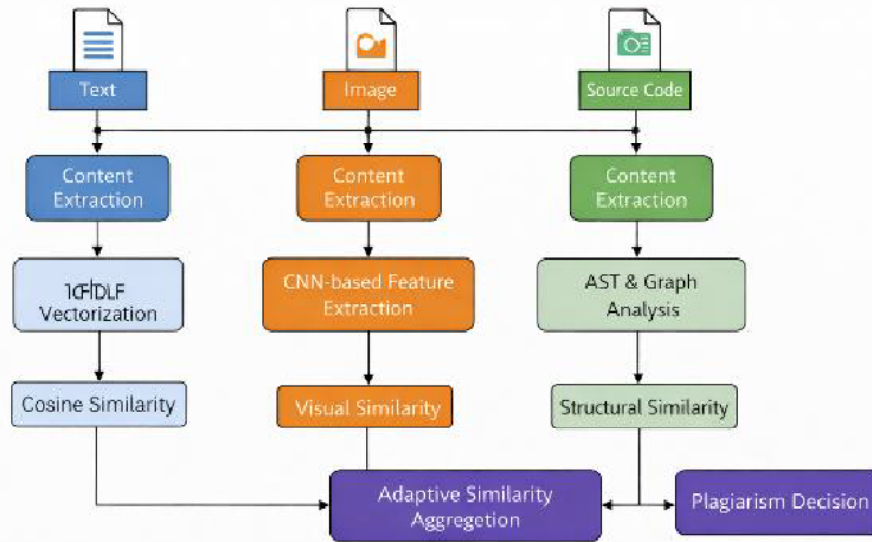 Text
Image
Source Code
Content
Extraction
Content
Extraction
Content
Extraction
Vectorization
CNN-based Feature
Extraction
AST & Graph
Analysis
Cosine Similarity
Visual Similarity
Structural Similarity
Adaptive Similarity
Aggregetion
Plagiarism Decision